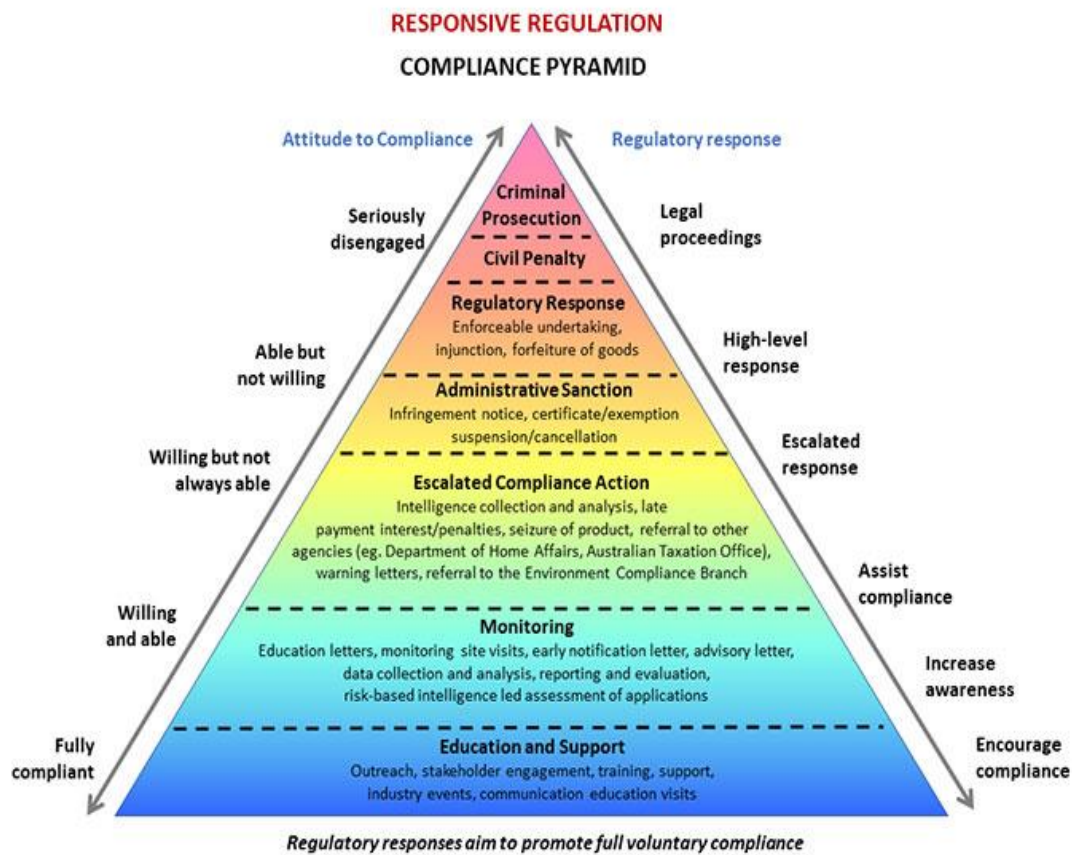 RESPONSIVE REGULATION
COMPLIANCE PYRAMID
Attitude to Compliance
Regulatory response
Criminal
Prosecution
Seriously
disengaged
Legal
proceedings
Civil Penalty
Regulatory Response
Enforceable undertaking,
injunction, forfeiture of goods
Able but
not willing
High-level
response
Administrative Sanction
Infringement notice, certificate/exemption
suspension/cancellation
Willing but not
always able
Escalated
response
Escalated Compliance Action
Intelligence collection and analysis, late
payment interest/penalties, seizure of product, referral to other
agencies (eg. Department of Home Affairs, Australian Taxation Office),
warning letters, referral to the Environment Compliance Branch
Assist
compliance
Willing
and able
Monitoring
Education letters, monitoring site visits, early notification letter, advisory letter,
data collection and analysis, reporting and evaluation,
risk-based intelligence led assessment of applications
Increase
awareness
Fully
compliant
Education and Support
Outreach, stakeholder engagement, training, support,
industry events, communication education visits
Encourage
compliance
Regulatory responses aim to promote full voluntary compliance